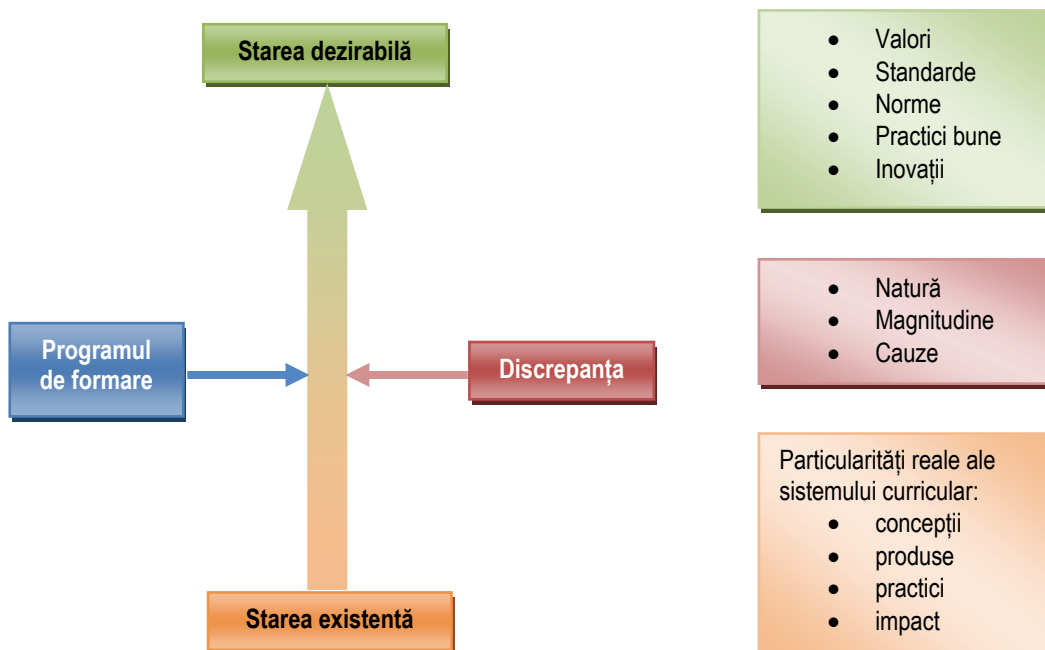 Starea dezirabilă
Programul
de formare
Discrepanța
Starea existentă
• Valori
• Standarde
• Norme
• Practici bune
• Inovații
• Natură
• Magnitudine
• Cauze
Particularități reale ale
sistemului curricular:
• concepții
• produse
• practici
• impact